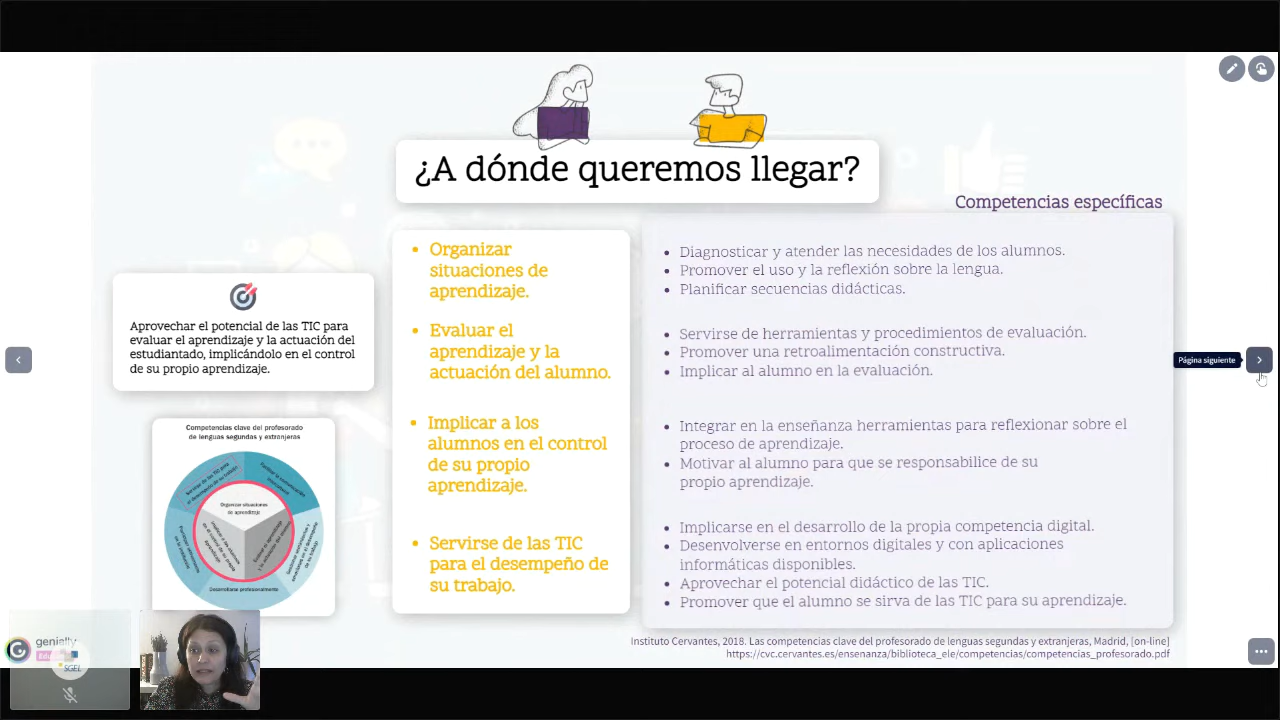 ¿A dónde queremos llegar?
Competencias específicas
Aprovechar el potencial de las TIC para
evaluar el aprendizaje y la actuación del
estudiantado, implicándolo en el control
de su propio aprendizaje.
Competencias clave del profesorado
de lenguas segundas y extranjeras
Organizar situaciones
de aprendizaje
Desarrollarse profesionalmente
• Organizar
situaciones de
aprendizaje.
• Evaluar el
aprendizaje y la
actuación del alumno.
• Implicar a los
alumnos en el control
de su propio
aprendizaje.
• Servirse de las TIC
para el desempeño de
su trabajo.
• Diagnosticar y atender las necesidades de los alumnos.
• Promover el uso y la reflexión sobre la lengua.
• Planificar secuencias didácticas.
• Servirse de herramientas y procedimientos de evaluación.
• Promover una retroalimentación constructiva.
• Implicar al alumno en la evaluación.
• Integrar en la enseñanza herramientas para reflexionar sobre el
proceso de aprendizaje.
• Motivar al alumno para que se responsabilice de su
propio aprendizaje.
• Implicarse en el desarrollo de la propia competencia digital.
• Desenvolverse en entornos digitales y con aplicaciones
informáticas disponibles.
• Aprovechar el potencial didáctico de las TIC.
• Promover que el alumno se sirva de las TIC para su aprendizaje.
Instituto Cervantes, 2018. Las competencias clave del profesorado de lenguas segundas y extranjeras, Madrid, [on-line]
https://cvc.cervantes.es/ensenanza/biblioteca_ele/competencias/competencias_profesorado.pdf
Página siguiente
genially
SGEL